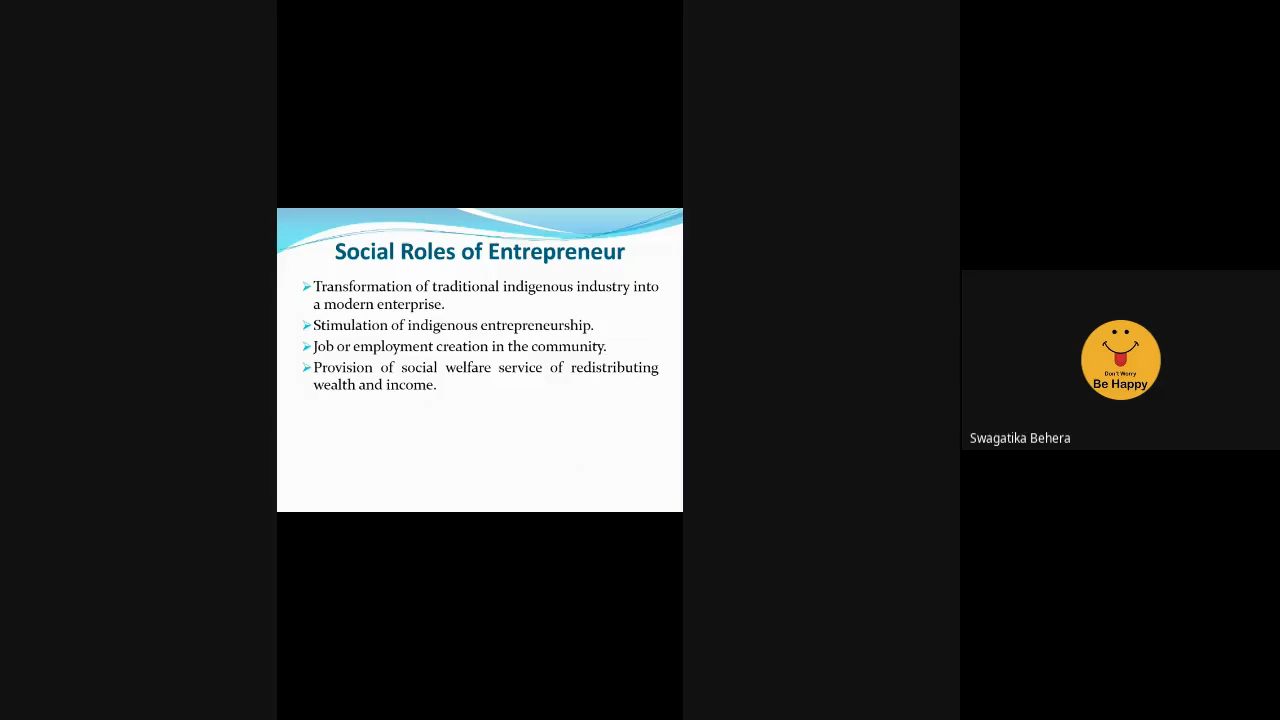 Social Roles of Entrepreneur
Transformation of traditional indigenous industry into
a modern enterprise.
Stimulation of indigenous entrepreneurship.
Job or employment creation in the community.
Provision of social welfare service of redistributing
wealth and income.
Don't Worry
Be Happy
Swagatika Behera